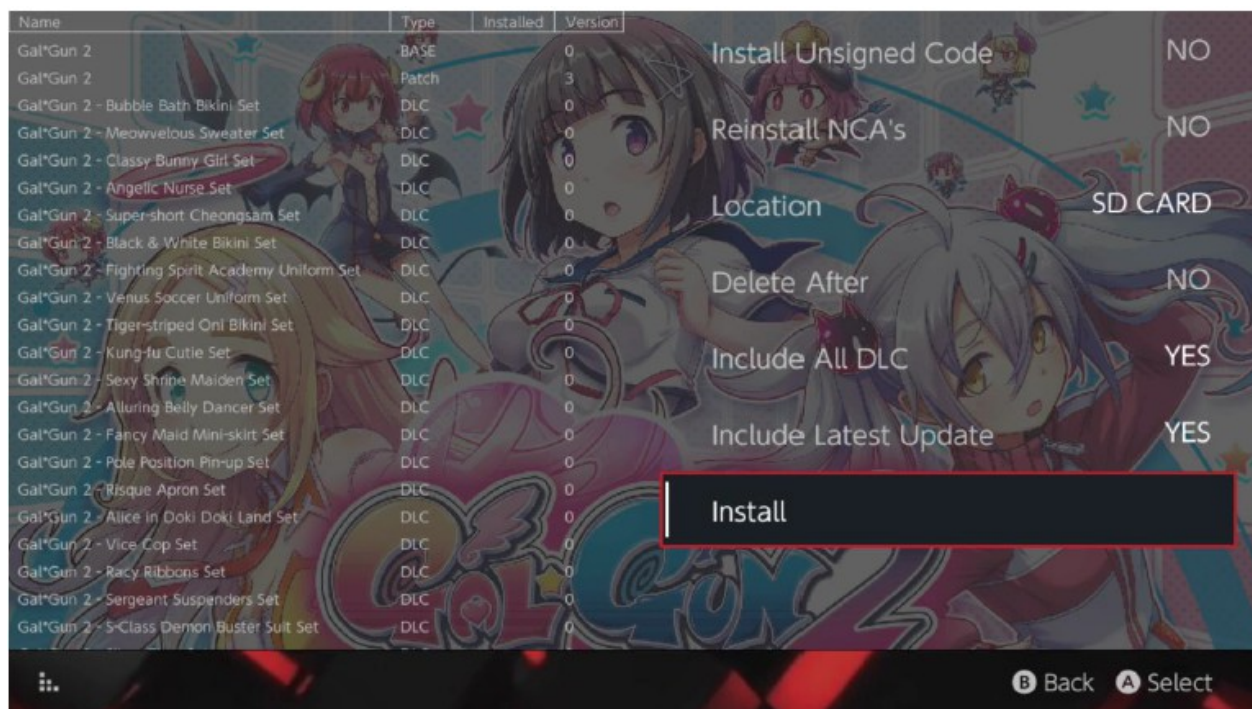 Name Type Installed Version
Gal*Gun 2 BASE 0
Gal*Gun 2 Patch 3
Gal*Gun 2 - Bubble Bath Bikini Set DLC 0
Gal*Gun 2 - Meowvelous Sweater Set DLC 0
Gal*Gun 2 - Classy Bunny Girl Set DLC 0
Gal*Gun 2 - Angelic Nurse Set DLC 0
Gal*Gun 2 - Super-short Cheongsam Set DLC 0
Gal*Gun 2 - Black & White Bikini Set DLC 0
Gal*Gun 2 - Fighting Spirit Academy Uniform Set DLC 0
Gal*Gun 2 - Venus Soccer Uniform Set DLC 0
Gal*Gun 2 - Tiger-striped Oni Bikini Set DLC 0
Gal*Gun 2 - Kung-fu Cutie Set DLC 0
Gal*Gun 2 - Sexy Shrine Maiden Set DLC 0
Gal*Gun 2 - Alluring Belly Dancer Set DLC 0
Gal*Gun 2 - Fancy Maid Mini-skirt Set DLC 0
Gal*Gun 2 - Pole Position Pin-up Set DLC 0
Gal*Gun 2 - Risque Apron Set DLC 0
Gal*Gun 2 - Alice in Doki Doki Land Set DLC 0
Gal*Gun 2 - Vice Cop Set DLC 0
Gal*Gun 2 - Racy Ribbons Set DLC 0
Gal*Gun 2 - Sergeant Suspenders Set DLC 0
Gal*Gun 2 - S-Class Demon Buster Suit Set DLC 0
Install Unsigned Code NO
Reinstall NCA's NO
Location SD CARD
Delete After NO
Include All DLC YES
Include Latest Update YES
Install
GAL*GUN 2
B Back A Select